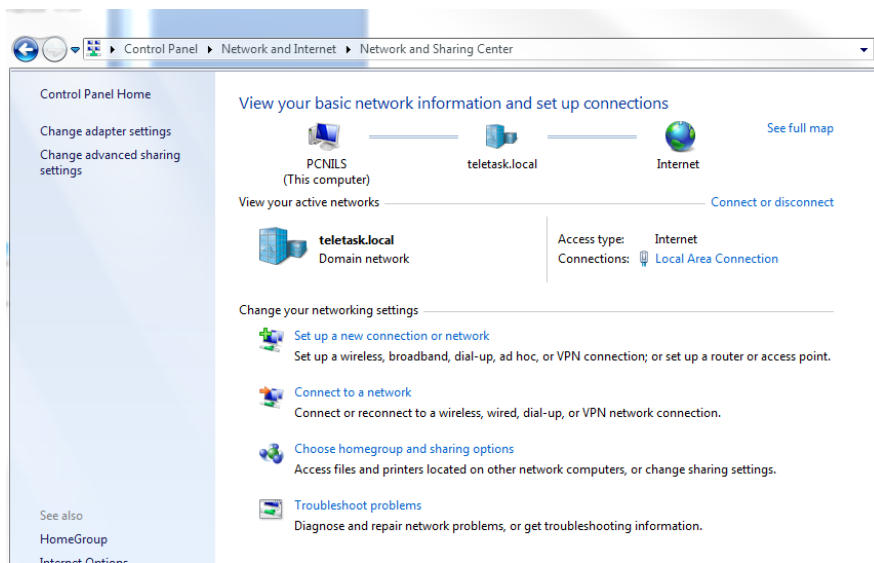 Control Panel ▸ Network and Internet ▸ Network and Sharing Center
Control Panel Home
Change adapter settings
Change advanced sharing
settings
See also
HomeGroup
Internet Options
View your basic network information and set up connections
See full map
PCNILS
(This computer)
teletask.local
Internet
View your active networks
Connect or disconnect
teletask.local
Domain network
Access type: Internet
Connections: Local Area Connection
Change your networking settings
Set up a new connection or network
Set up a wireless, broadband, dial-up, ad hoc, or VPN connection; or set up a router or access point.
Connect to a network
Connect or reconnect to a wireless, wired, dial-up, or VPN network connection.
Choose homegroup and sharing options
Access files and printers located on other network computers, or change sharing settings.
Troubleshoot problems
Diagnose and repair network problems, or get troubleshooting information.